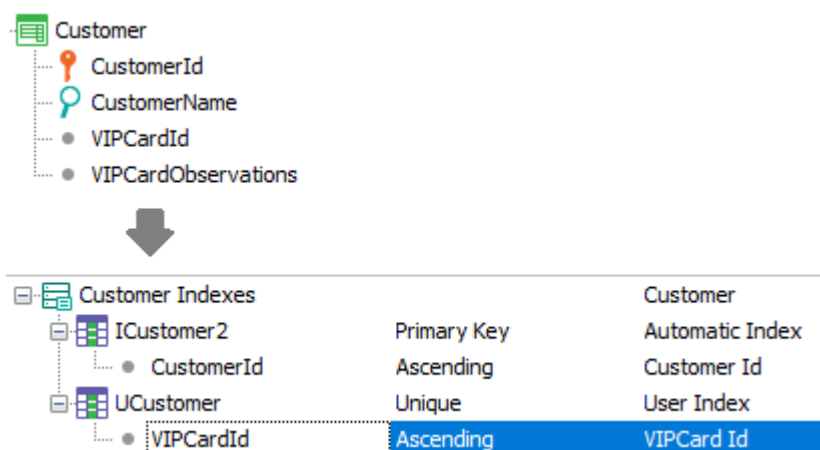 Customer
CustomerId
CustomerName
VIPCardId
VIPCardObservations
Customer Indexes Customer
ICustomer2 Primary Key Automatic Index
CustomerId Ascending Customer Id
UCustomer Unique User Index
VIPCardId Ascending VIPCard Id